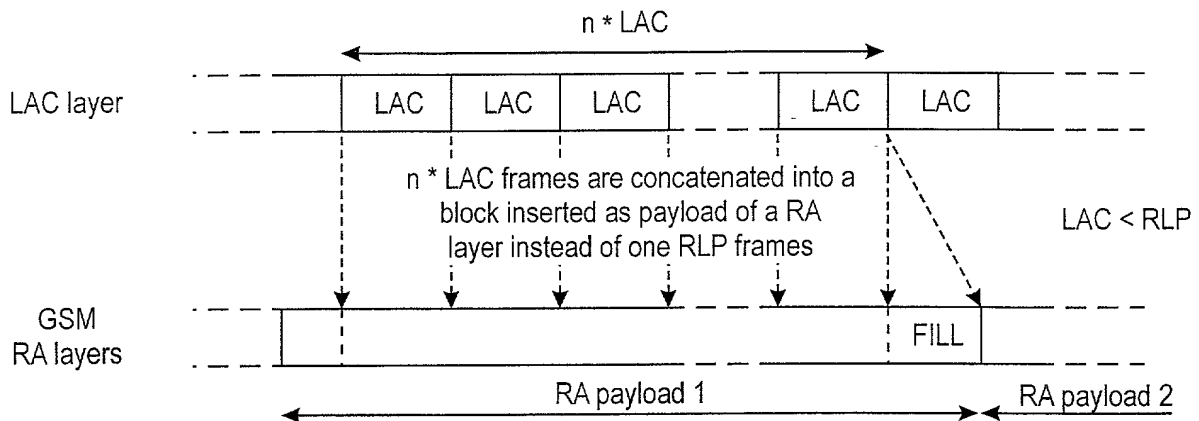 n * LAC
LAC layer
LAC LAC LAC LAC LAC
n * LAC frames are concatenated into a
block inserted as payload of a RA
layer instead of one RLP frames
LAC < RLP
GSM
RA layers
FILL
RA payload 1
RA payload 2